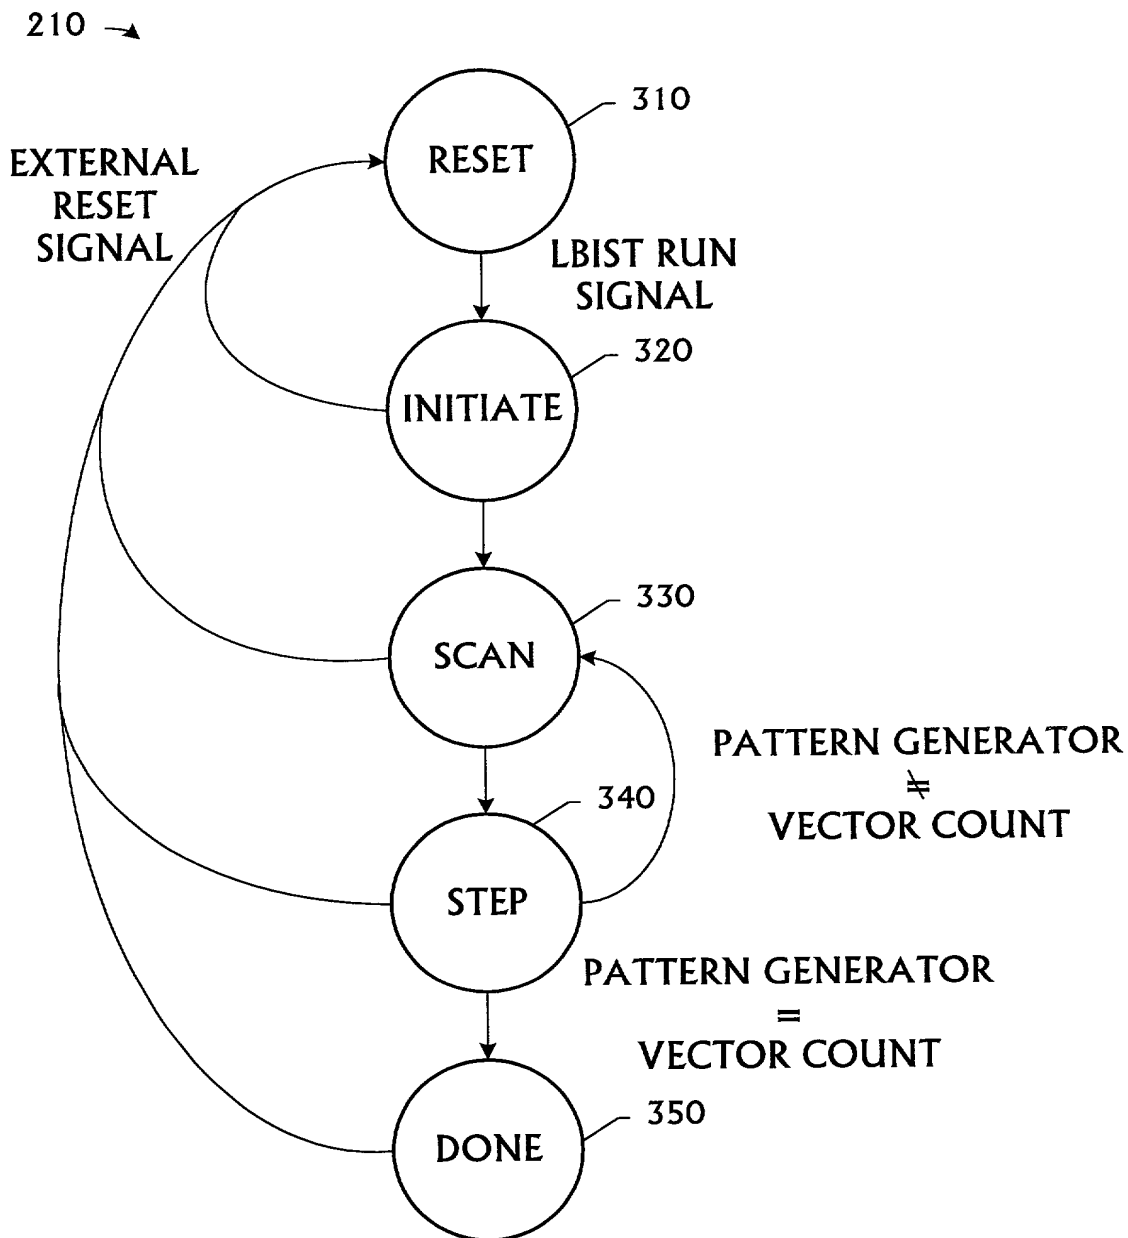 210
310
RESET
EXTERNAL
RESET
SIGNAL
LBIST RUN
SIGNAL
320
INITIATE
330
SCAN
PATTERN GENERATOR
≠
VECTOR COUNT
340
STEP
PATTERN GENERATOR
=
VECTOR COUNT
350
DONE